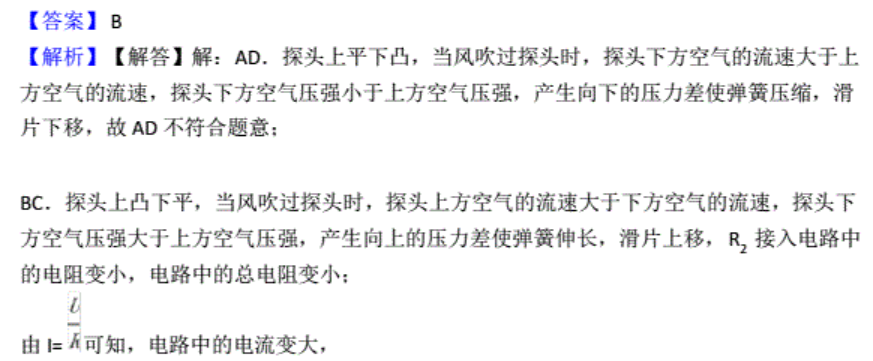 【答案】B
【解析】【解答】解：AD．探头上平下凸，当风吹过探头时，探头下方空气的流速大于上
方空气的流速，探头下方空气压强小于上方空气压强，产生向下的压力差使弹簧压缩，滑
片下移，故 AD 不符合题意；
BC．探头上凸下平，当风吹过探头时，探头上方空气的流速大于下方空气的流速，探头下
方空气压强大于上方空气压强，产生向上的压力差使弹簧伸长，滑片上移， R₂ 接入电路中
的电阻变小，电路中的总电阻变小；
由 I= U/R 可知，电路中的电流变大，